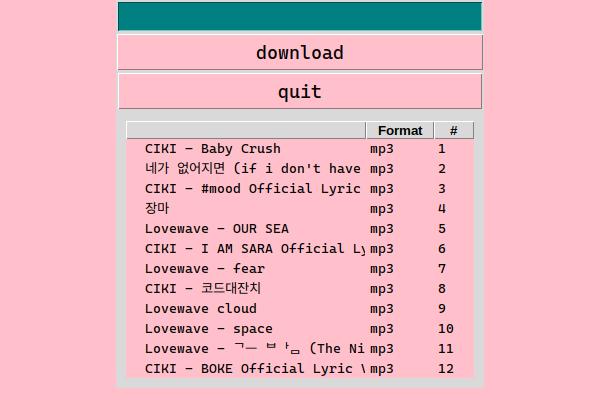 download
quit
Format #
CIKI - Baby Crush mp3 1
네가 없어지면 (if i don't have mp3 2
CIKI - #mood Official Lyric mp3 3
장마 mp3 4
Lovewave - OUR SEA mp3 5
CIKI - I AM SARA Official Ly mp3 6
Lovewave - fear mp3 7
CIKI - 코드대잔치 mp3 8
Lovewave cloud mp3 9
Lovewave - space mp3 10
Lovewave - 그 밤 (The Ni mp3 11
CIKI - BOKE Official Lyric V mp3 12